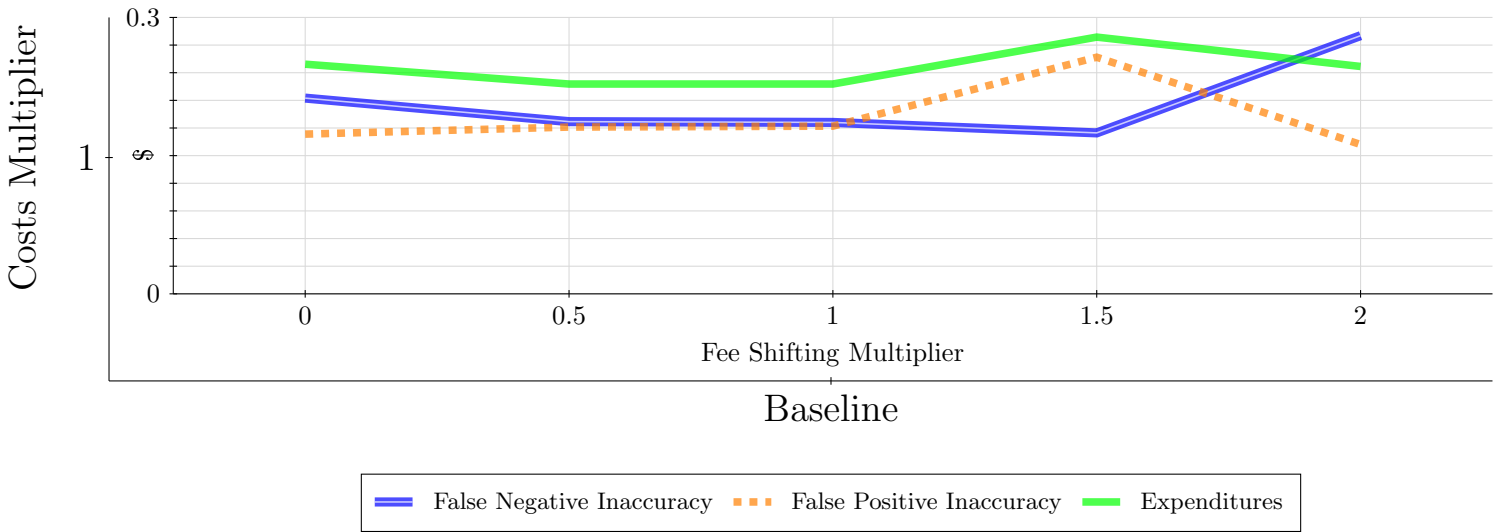 Costs Multiplier
1
$
0.3
0
0 0.5 1 1.5 2
Fee Shifting Multiplier
Baseline
False Negative Inaccuracy False Positive Inaccuracy Expenditures